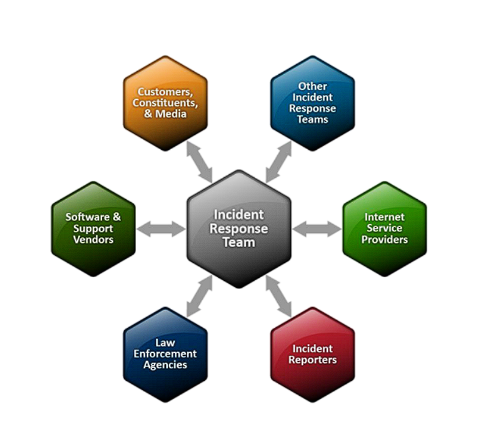 Customers,
Constituents,
& Media
Other
Incident
Response
Teams
Software &
Support
Vendors
Incident
Response
Team
Internet
Service
Providers
Law
Enforcement
Agencies
Incident
Reporters